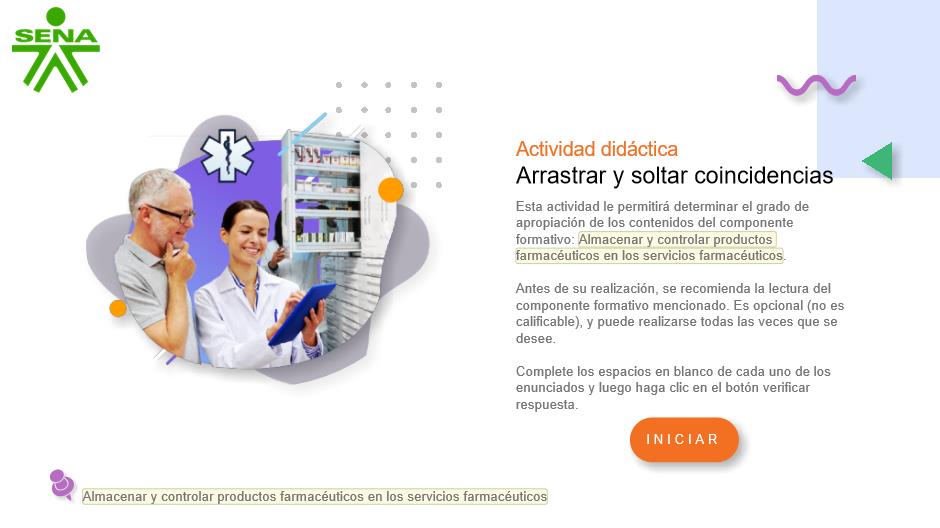 SENA
Actividad didáctica
Arrastrar y soltar coincidencias
Esta actividad le permitirá determinar el grado de
apropiación de los contenidos del componente
formativo: Almacenar y controlar productos
farmacéuticos en los servicios farmacéuticos.
Antes de su realización, se recomienda la lectura del
componente formativo mencionado. Es opcional (no es
calificable), y puede realizarse todas las veces que se
desee.
Complete los espacios en blanco de cada uno de los
enunciados y luego haga clic en el botón verificar
respuesta.
INICIAR
Almacenar y controlar productos farmacéuticos en los servicios farmacéuticos